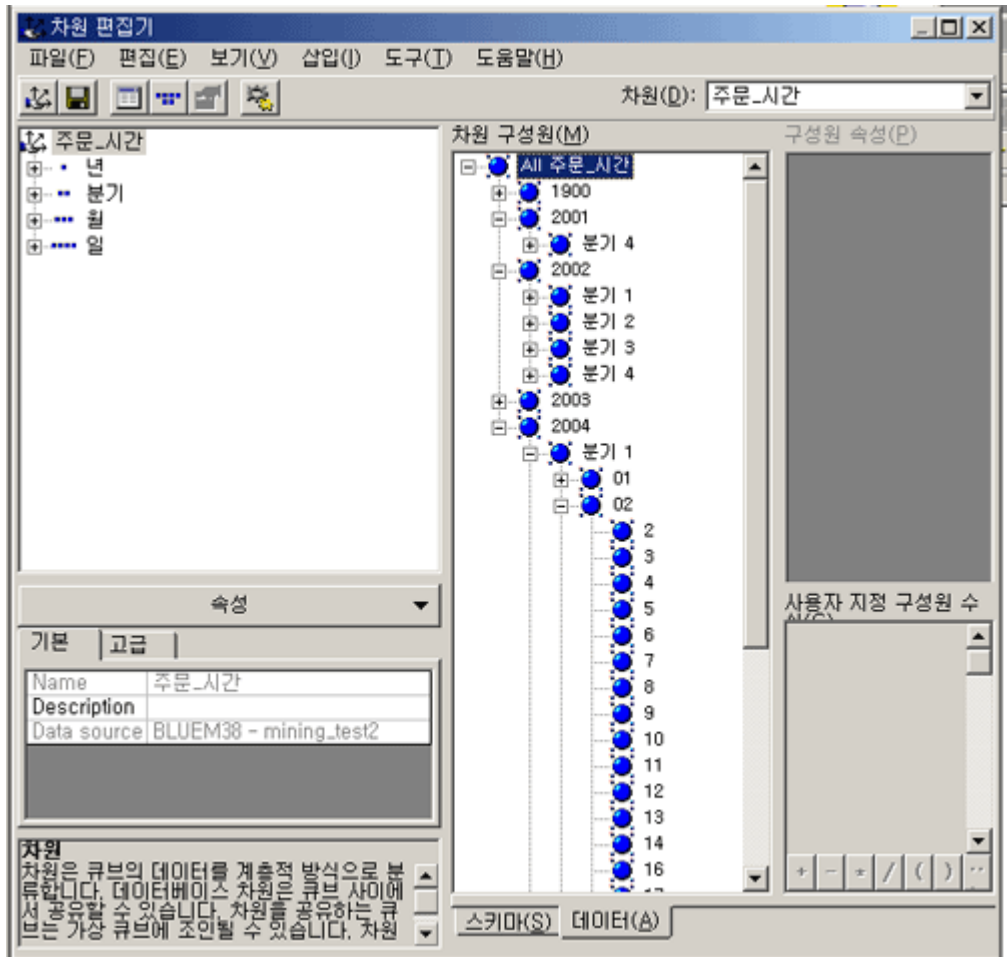 차원 편집기
파일(F) 편집(E) 보기(V) 삽입(I) 도구(T) 도움말(H)
차원(D): 주문_시간
주문_시간
년
분기
월
일
속성
기본 고급
Name 주문_시간
Description
Data source BLUEM38 - mining_test2
차원
차원은 큐브의 데이터를 계층적 방식으로 분
류합니다. 데이터베이스 차원은 큐브 사이에
서 공유할 수 있습니다. 차원을 공유하는 큐
브는 가상 큐브에 조인될 수 있습니다. 차원
차원 구성원(M)
All 주문_시간
1900
2001
분기 4
2002
분기 1
분기 2
분기 3
분기 4
2003
2004
분기 1
01
02
2
3
4
5
6
7
8
9
10
11
12
13
14
16
스키마(S) 데이터(A)
구성원 속성(P)
사용자 지정 구성원 수
+ - * / ( )